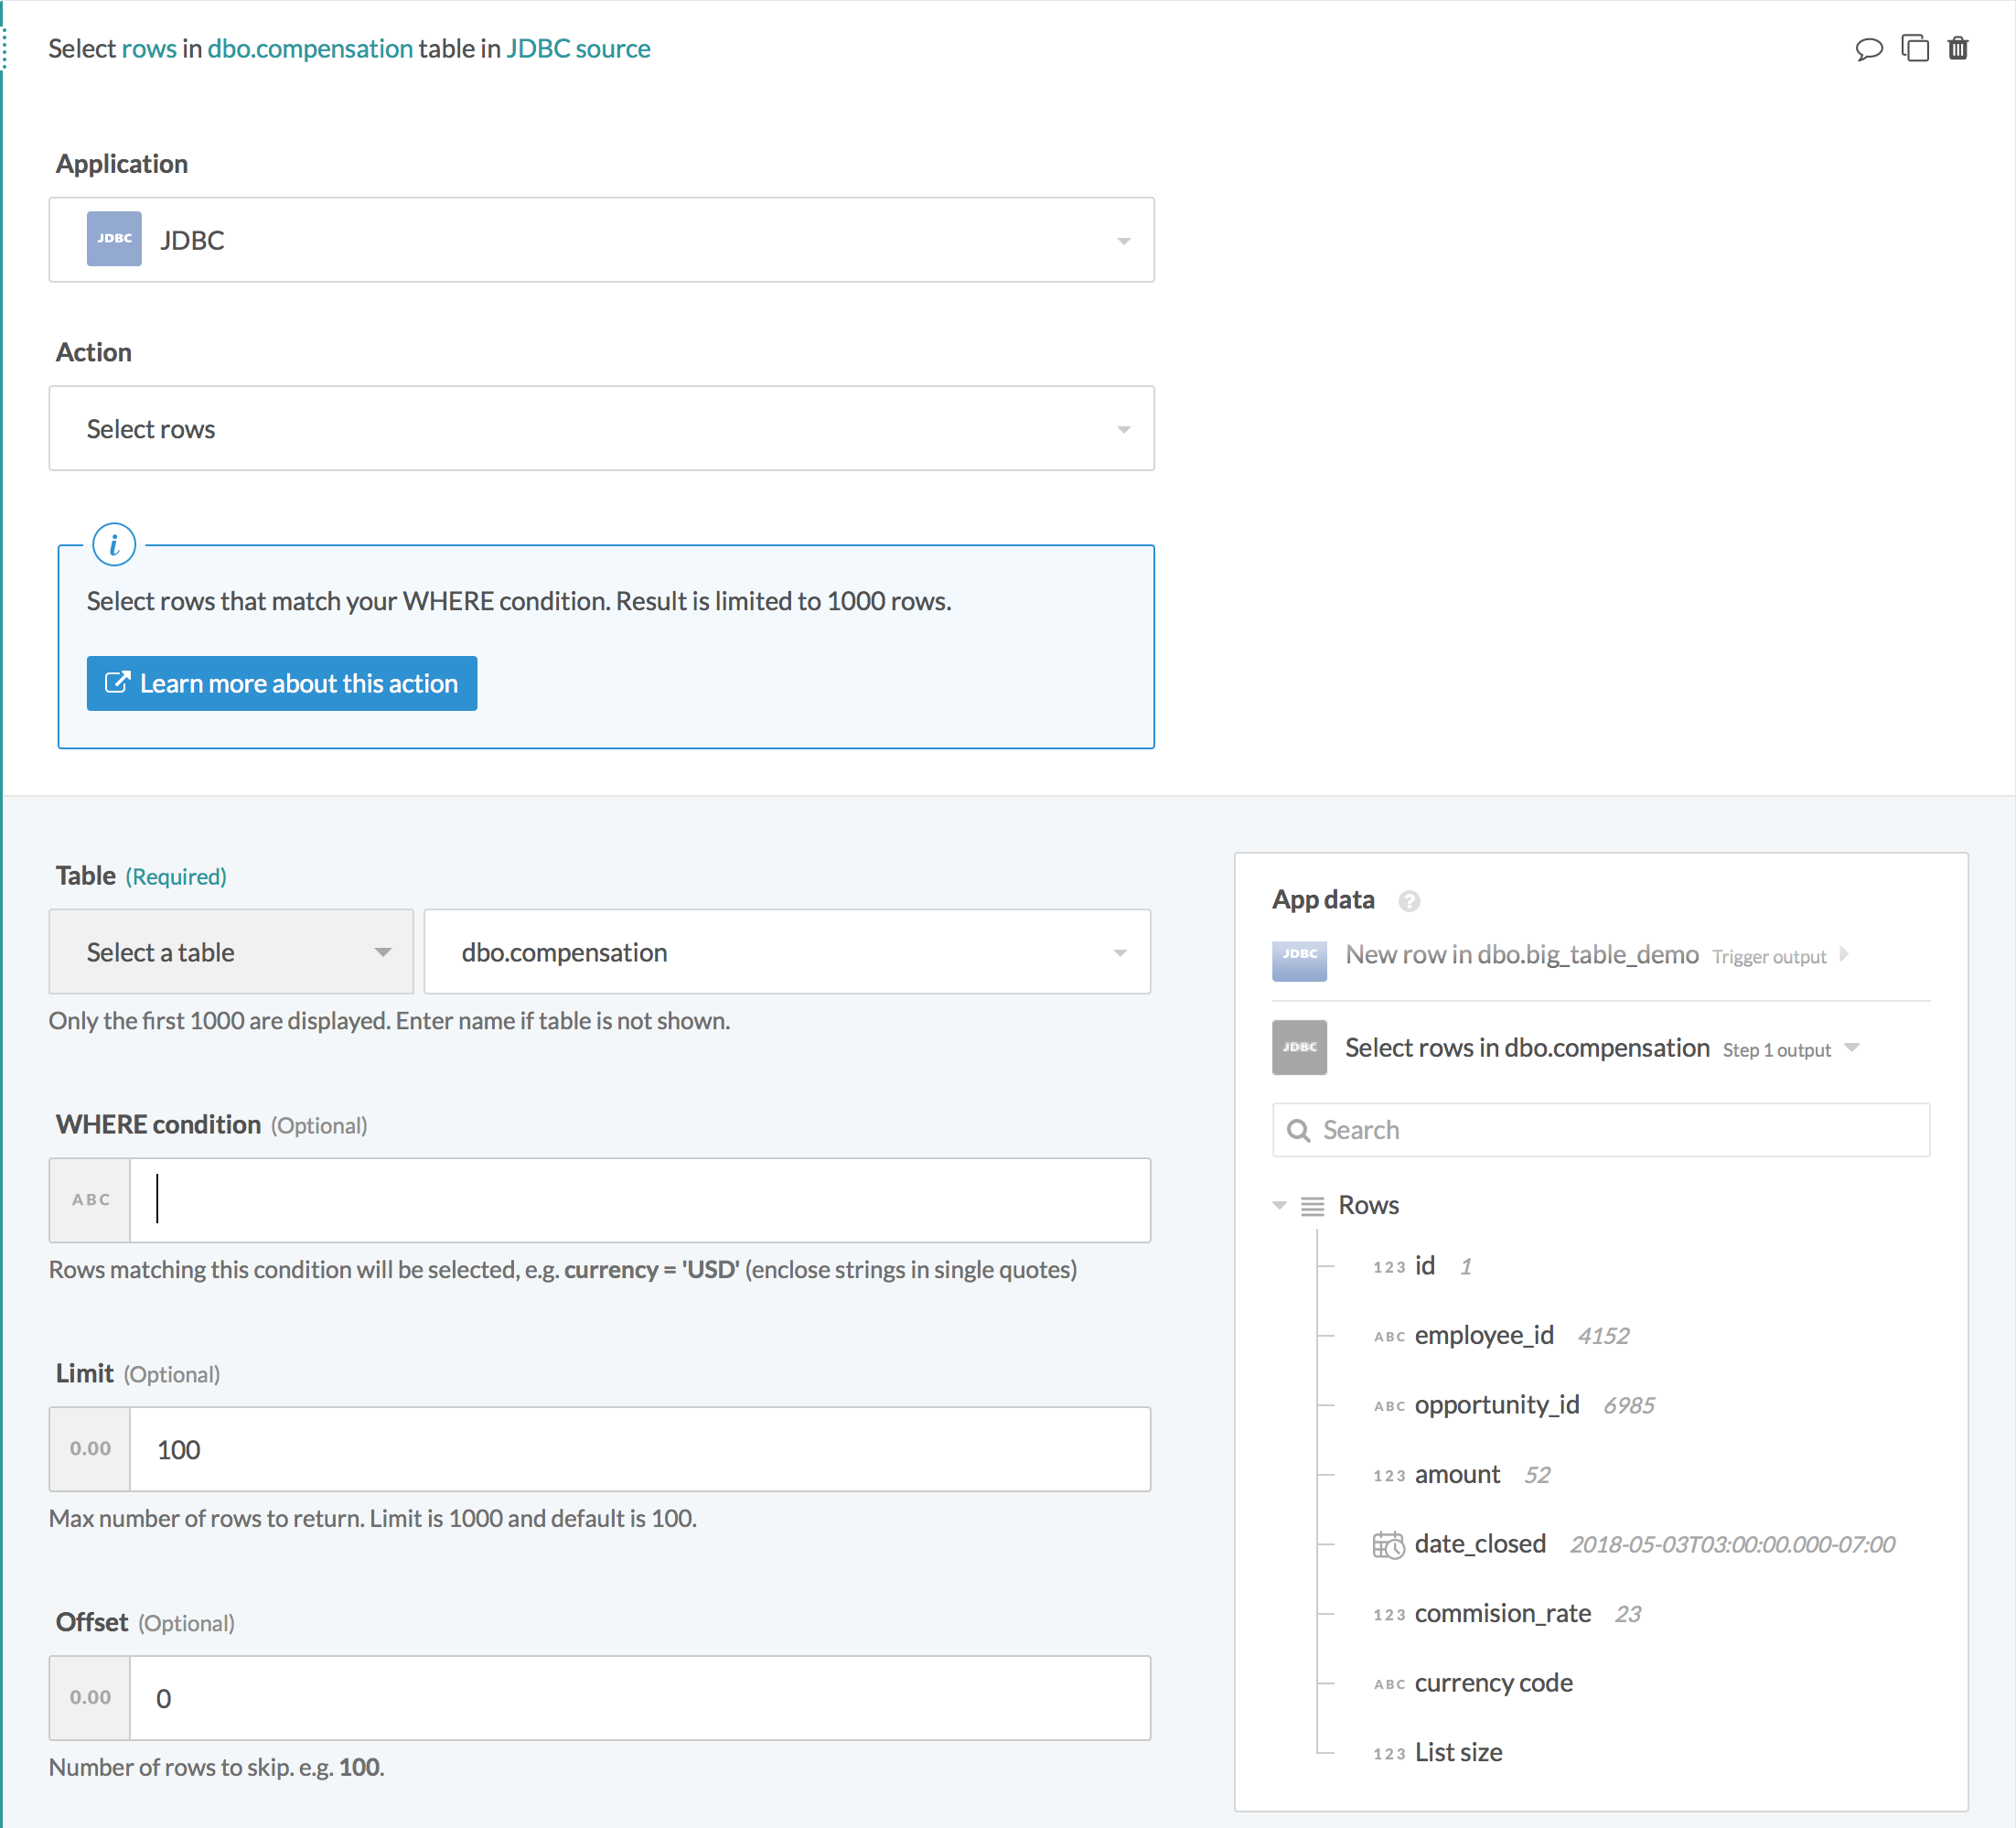 Select rows in dbo.compensation table in JDBC source
Application
JDBC JDBC
Action
Select rows
i
Select rows that match your WHERE condition. Result is limited to 1000 rows.
Learn more about this action
Table (Required)
Select a table dbo.compensation
Only the first 1000 are displayed. Enter name if table is not shown.
WHERE condition (Optional)
ABC
Rows matching this condition will be selected, e.g. currency = 'USD' (enclose strings in single quotes)
Limit (Optional)
0.00 100
Max number of rows to return. Limit is 1000 and default is 100.
Offset (Optional)
0.00 0
Number of rows to skip. e.g. 100.
App data ?
JDBC New row in dbo.big_table_demo Trigger output
JDBC Select rows in dbo.compensation Step 1 output
Search
Rows
123 id 1
ABC employee_id 4152
ABC opportunity_id 6985
123 amount 52
date_closed 2018-05-03T03:00:00.000-07:00
123 commision_rate 23
ABC currency code
123 List size